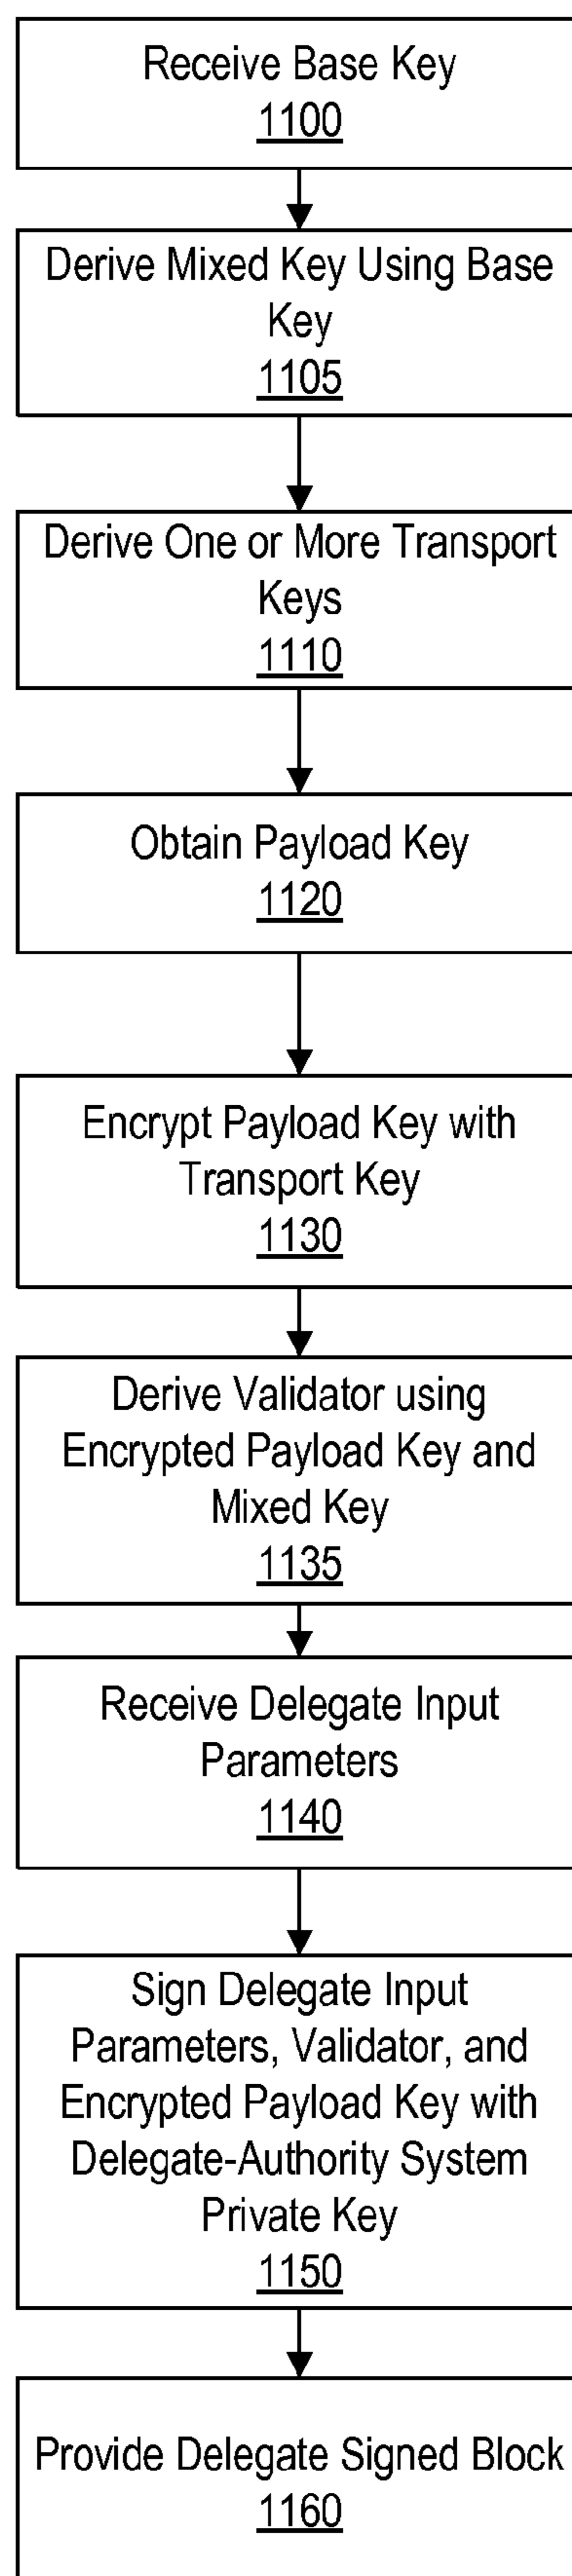 Receive Base Key
1100
Derive Mixed Key Using Base
Key
1105
Derive One or More Transport
Keys
1110
Obtain Payload Key
1120
Encrypt Payload Key with
Transport Key
1130
Derive Validator using
Encrypted Payload Key and
Mixed Key
1135
Receive Delegate Input
Parameters
1140
Sign Delegate Input
Parameters, Validator, and
Encrypted Payload Key with
Delegate-Authority System
Private Key
1150
Provide Delegate Signed Block
1160